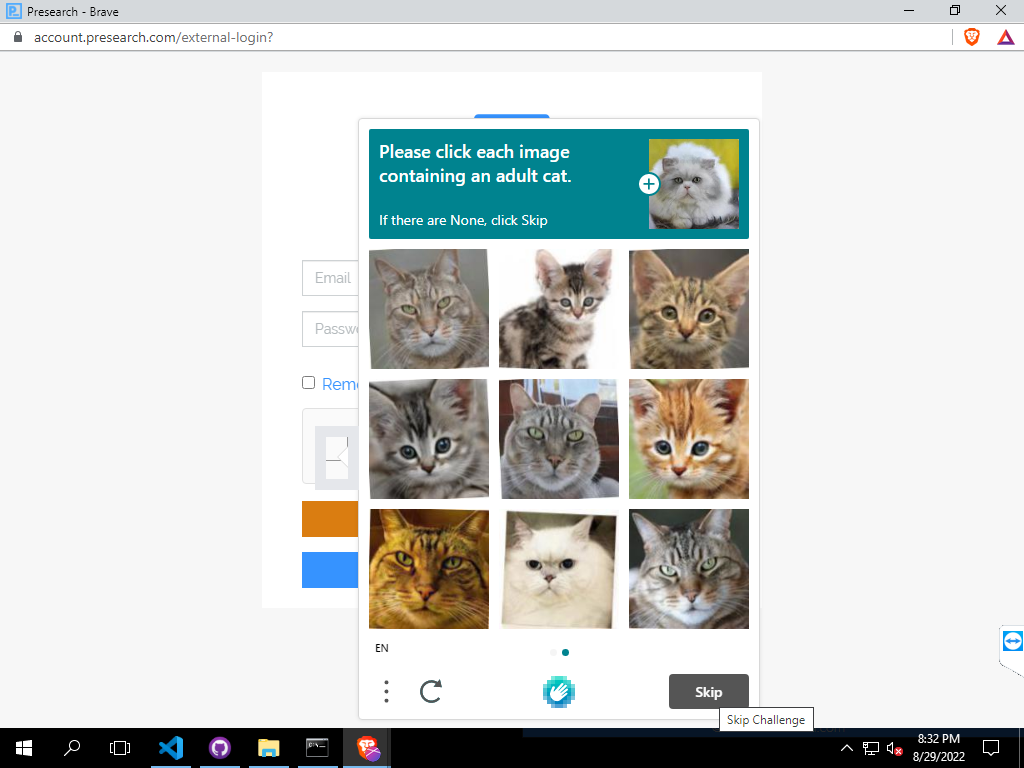 Presearch - Brave
account.presearch.com/external-login?
Please click each image
containing an adult cat.
If there are None, click Skip
Email
Passwo
Reme
EN
Skip
Skip Challenge
8:32 PM
8/29/2022